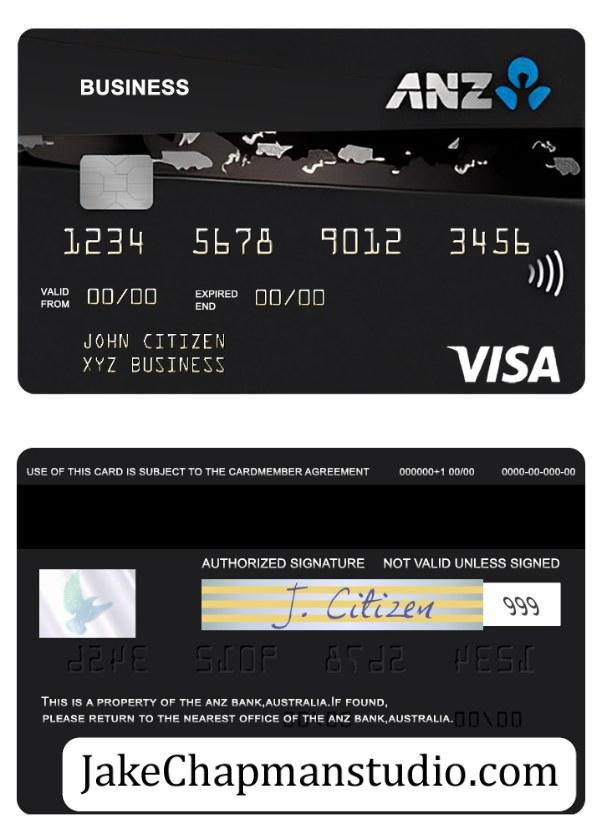 BUSINESS
ANZ
1234 5678 9012 3456
VALID FROM 00/00 EXPIRED END 00/00
JOHN CITIZEN
XYZ BUSINESS
VISA
USE OF THIS CARD IS SUBJECT TO THE CARDMEMBER AGREEMENT 000000+1 00/00 0000-00-000-00
AUTHORIZED SIGNATURE NOT VALID UNLESS SIGNED
J. Citizen 999
THIS IS A PROPERTY OF THE ANZ BANK,AUSTRALIA.IF FOUND,
PLEASE RETURN TO THE NEAREST OFFICE OF THE ANZ BANK,AUSTRALIA.
JakeChapmanstudio.com